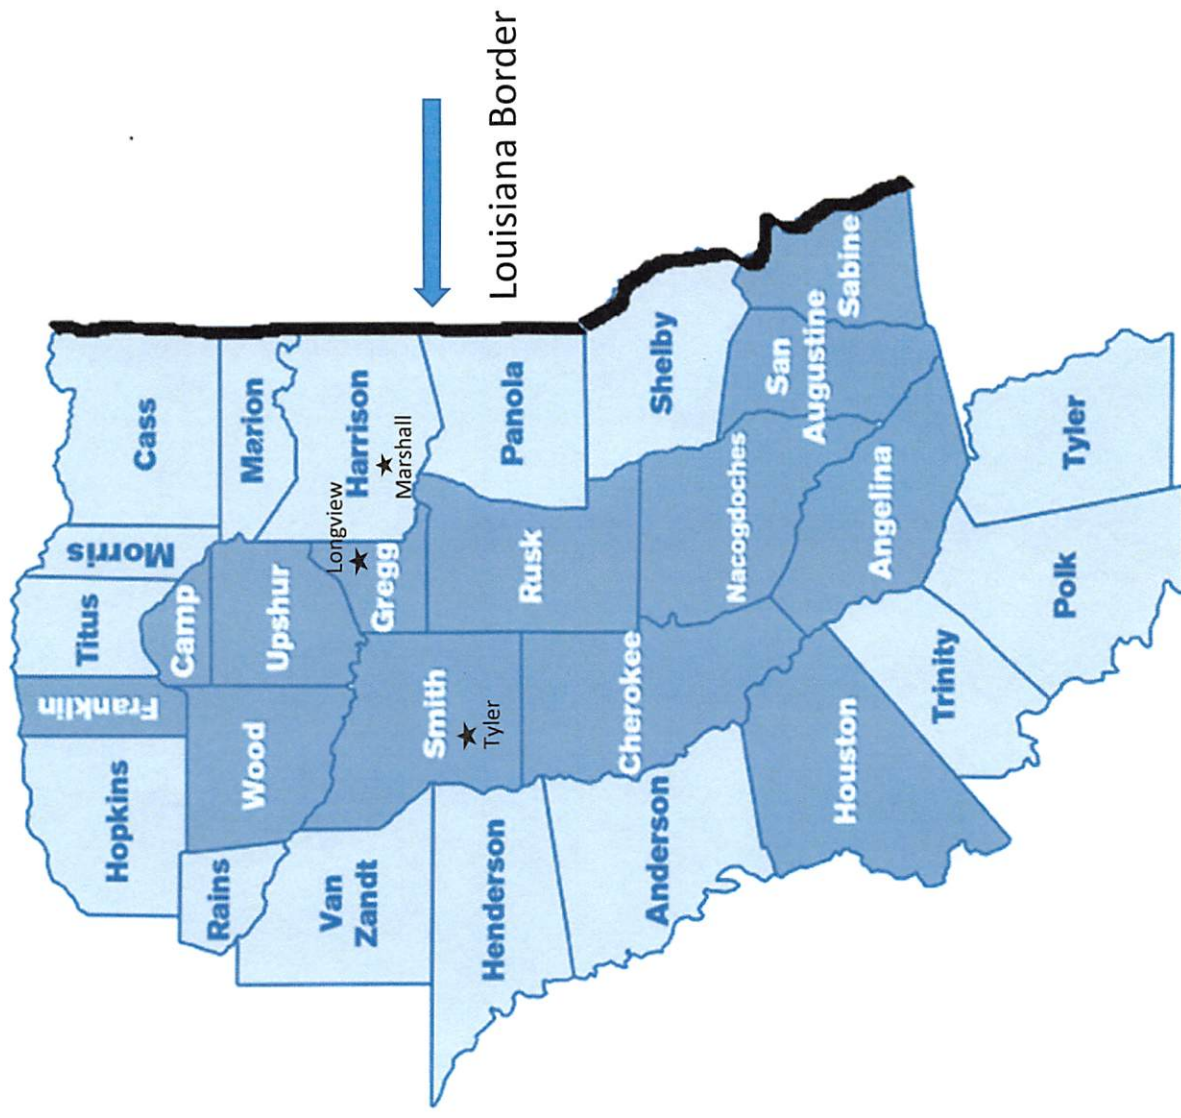 Cass
Morris
Titus
Franklin
Hopkins
Marion
Camp
Upshur
Wood
Rains
Harrison
Longview
Marshall
Gregg
Smith
Tyler
Van
Zandt
Louisiana Border
Panola
Rusk
Henderson
Shelby
Cherokee
Anderson
Nacogdoches
San
Augustine
Sabine
Angelina
Houston
Trinity
Tyler
Polk